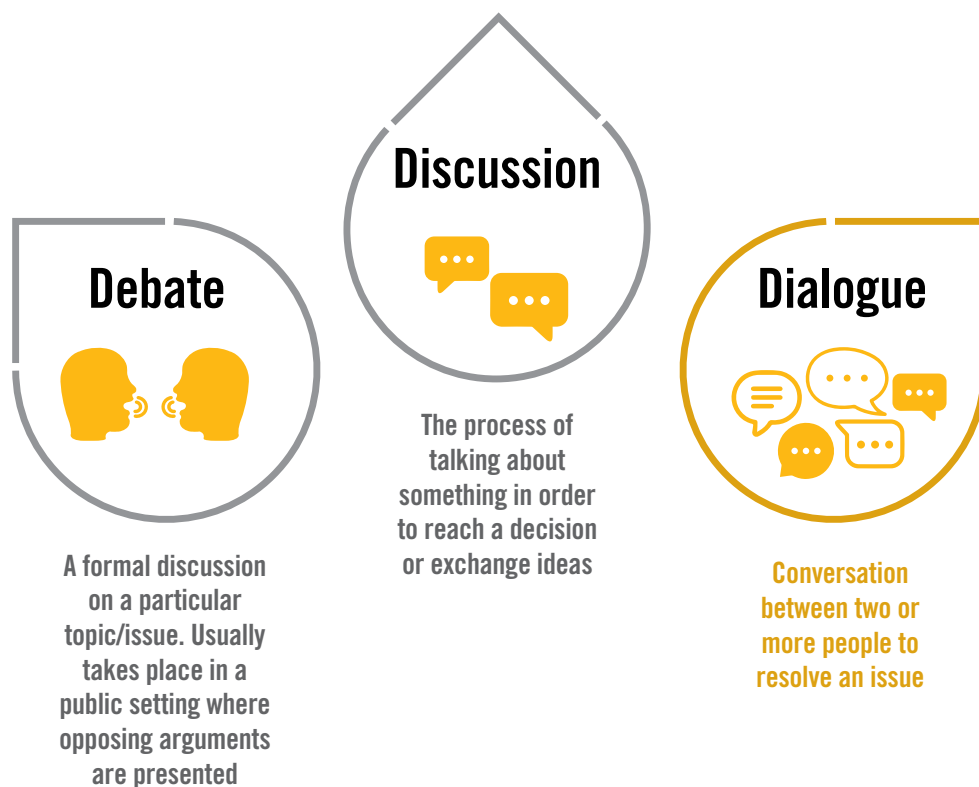 Debate
A formal discussion
on a particular
topic/issue. Usually
takes place in a
public setting where
opposing arguments
are presented
Discussion
The process of
talking about
something in order
to reach a decision
or exchange ideas
Dialogue
Conversation
between two or
more people to
resolve an issue